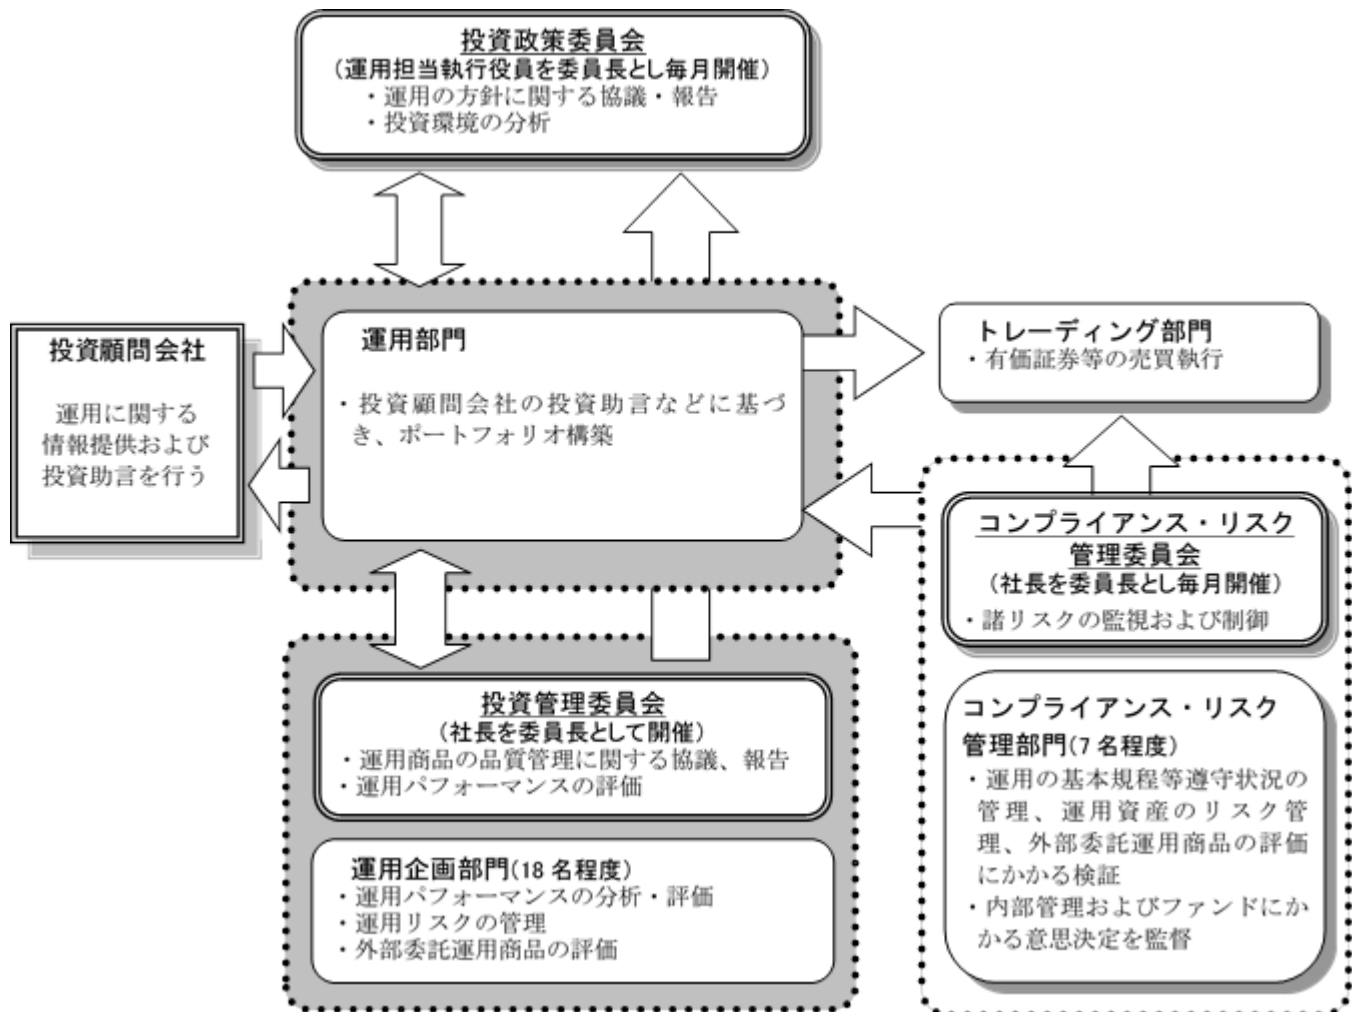 投資政策委員会
（運用担当執行役員を委員長とし毎月開催）
・運用の方針に関する協議・報告
・投資環境の分析
投資顧問会社
運用に関する
情報提供および
投資助言を行う
運用部門
・投資顧問会社の投資助言などに基づ
き、ポートフォリオ構築
トレーディング部門
・有価証券等の売買執行
コンプライアンス・リスク
管理委員会
（社長を委員長とし毎月開催）
・諸リスクの監視および制御
コンプライアンス・リスク
管理部門(7名程度)
・運用の基本規程等遵守状況の
管理、運用資産のリスク管
理、外部委託運用商品の評価
にかかる検証
・内部管理およびファンドにか
かる意思決定を監督
投資管理委員会
（社長を委員長として開催）
・運用商品の品質管理に関する協議、報告
・運用パフォーマンスの評価
運用企画部門(18名程度)
・運用パフォーマンスの分析・評価
・運用リスクの管理
・外部委託運用商品の評価